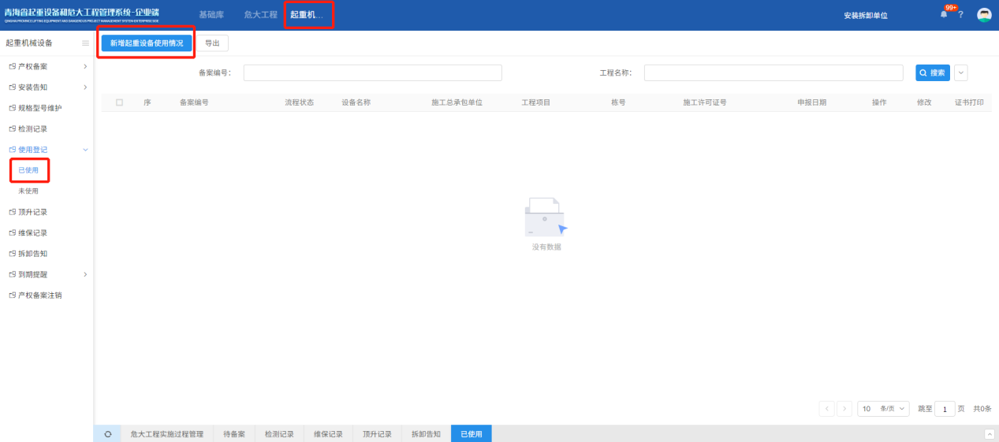 青海省起重设备和危大工程管理系统-企业端
QINGHAI PROVINCE LIFTING EQUIPMENT AND DANGEROUS PROJECT MANAGEMENT SYSTEM ENTERPRISE SIDE
基础库 危大工程 起重机... 安装拆卸单位 99+ ?
起重机械设备
新增起重设备使用情况 导出
产权备案
安装告知
规格型号维护
检测记录
使用登记
已使用
未使用
顶升记录
维保记录
拆卸告知
到期提醒
产权备案注销
备案编号: 工程名称: 搜索
序 备案编号 流程状态 设备名称 施工总承包单位 工程项目 栋号 施工许可证号 申报日期 操作 修改 证书打印
没有数据
10 条/页 跳至 1 页 共0条
危大工程实施过程管理 待备案 检测记录 维保记录 顶升记录 拆卸告知 已使用